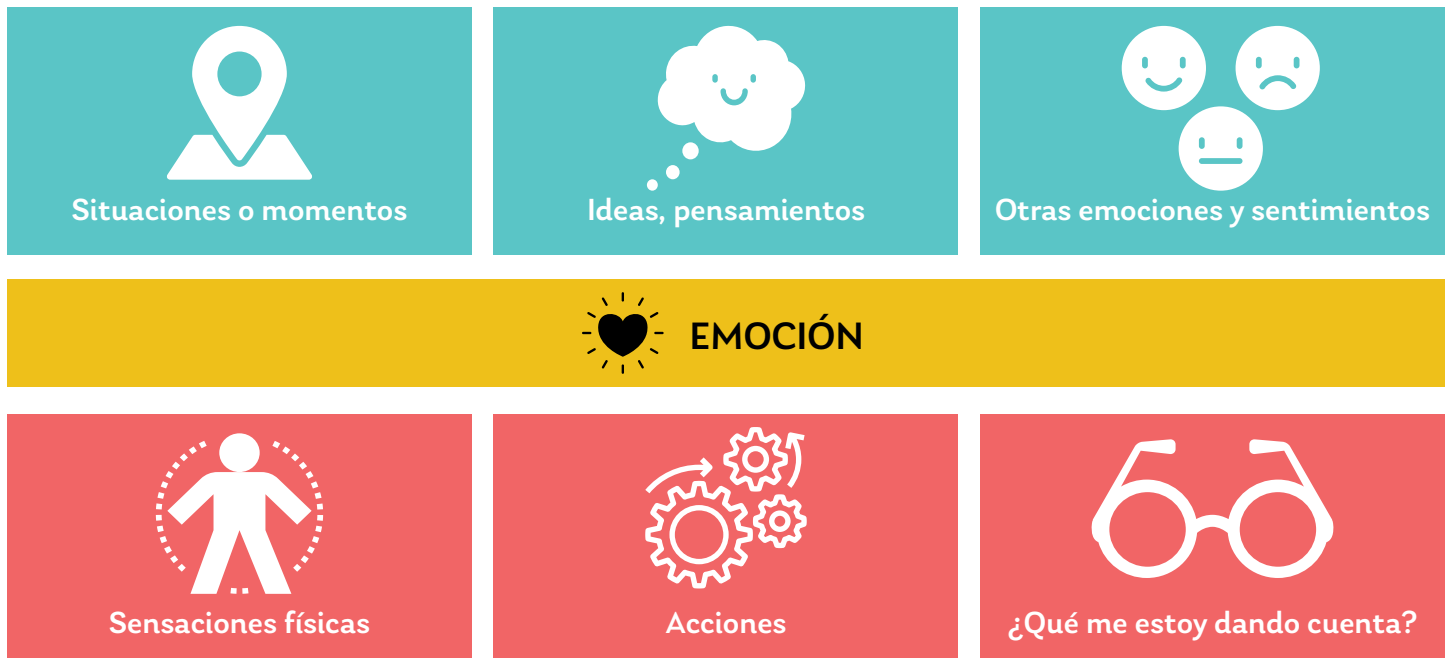 Situaciones o momentos
Ideas, pensamientos
Otras emociones y sentimientos
EMOCIÓN
Sensaciones físicas
Acciones
¿Qué me estoy dando cuenta?